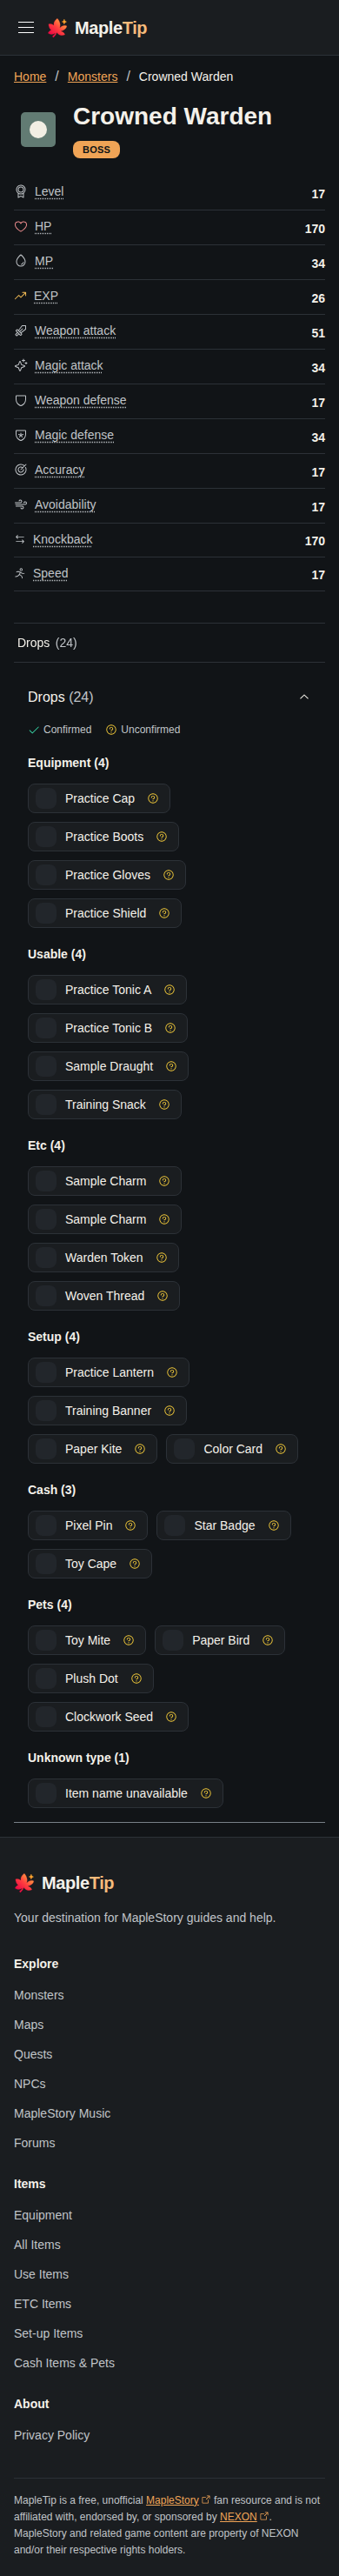 MapleTip
Home / Monsters / Crowned Warden
Crowned Warden
BOSS
Level 17
HP 170
MP 34
EXP 26
Weapon attack 51
Magic attack 34
Weapon defense 17
Magic defense 34
Accuracy 17
Avoidability 17
Knockback 170
Speed 17
Drops (24)
Drops (24)
Confirmed Unconfirmed
Equipment (4)
Practice Cap
Practice Boots
Practice Gloves
Practice Shield
Usable (4)
Practice Tonic A
Practice Tonic B
Sample Draught
Training Snack
Etc (4)
Sample Charm
Sample Charm
Warden Token
Woven Thread
Setup (4)
Practice Lantern
Training Banner
Paper Kite Color Card
Cash (3)
Pixel Pin Star Badge
Toy Cape
Pets (4)
Toy Mite Paper Bird
Plush Dot
Clockwork Seed
Unknown type (1)
Item name unavailable
MapleTip
Your destination for MapleStory guides and help.
Explore
Monsters
Maps
Quests
NPCs
MapleStory Music
Forums
Items
Equipment
All Items
Use Items
ETC Items
Set-up Items
Cash Items & Pets
About
Privacy Policy
MapleTip is a free, unofficial MapleStory fan resource and is not
affiliated with, endorsed by, or sponsored by NEXON.
MapleStory and related game content are property of NEXON
and/or their respective rights holders.